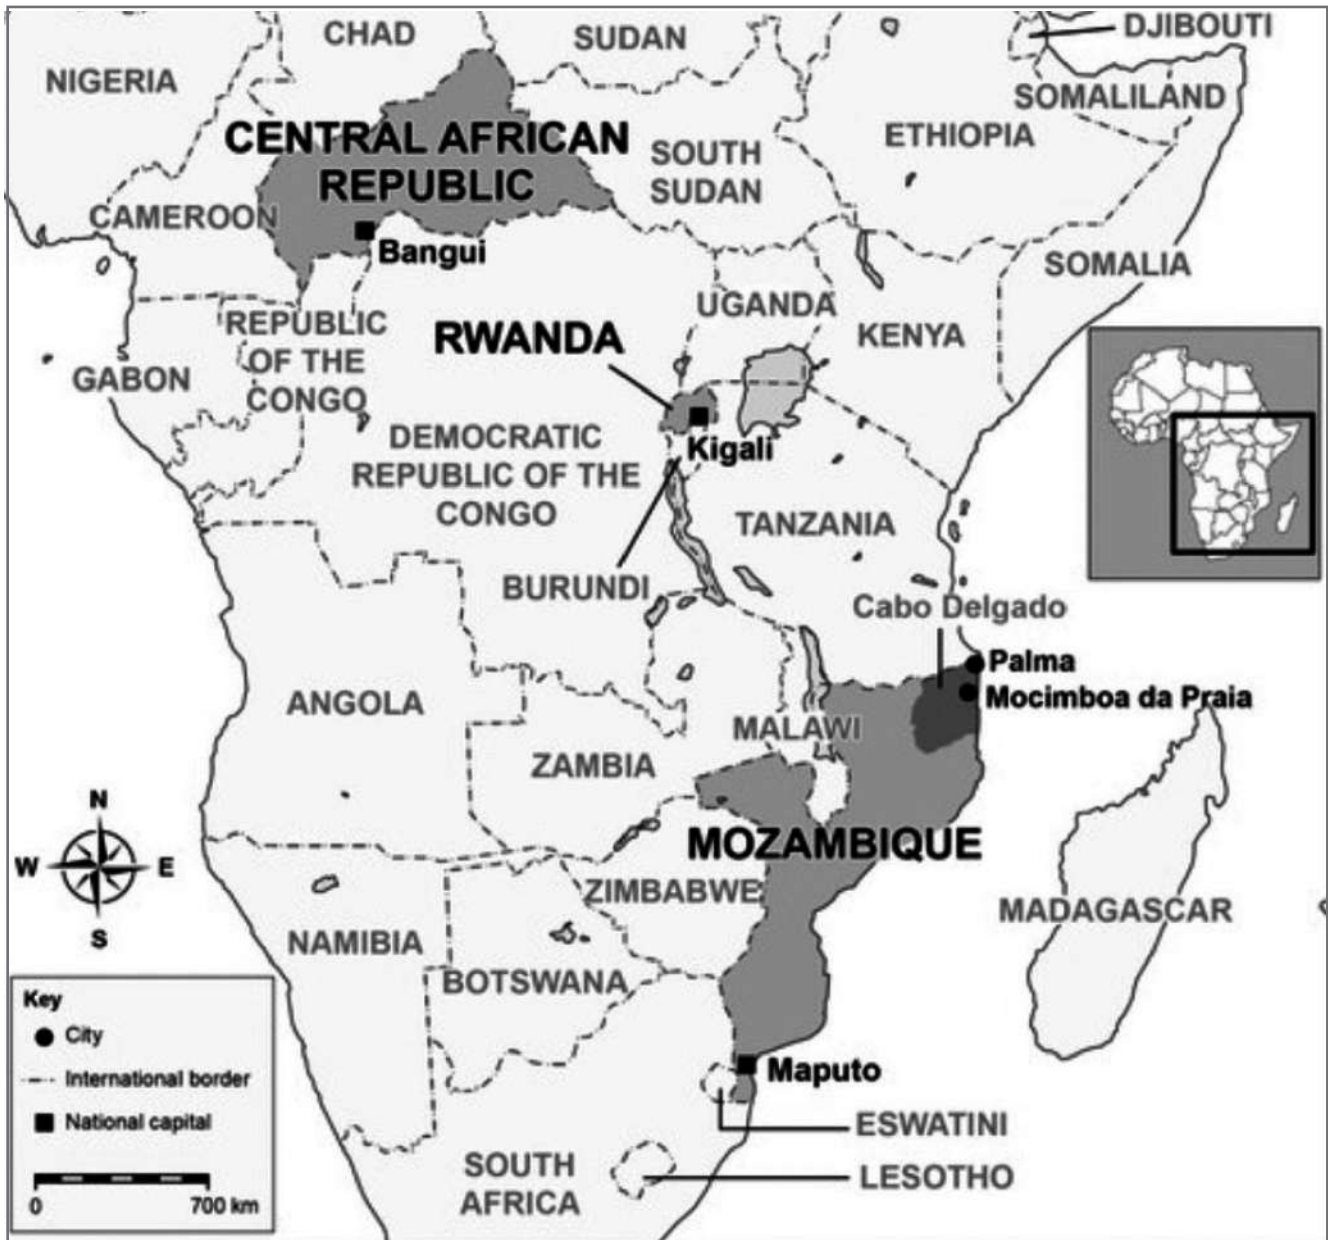 CHAD
SUDAN
DJIBOUTI
NIGERIA
SOMALILAND
CENTRAL AFRICAN
REPUBLIC
SOUTH
SUDAN
ETHIOPIA
CAMEROON
Bangui
SOMALIA
UGANDA
REPUBLIC
OF THE
CONGO
RWANDA
KENYA
GABON
DEMOCRATIC
REPUBLIC OF THE
CONGO
Kigali
TANZANIA
BURUNDI
Cabo Delgado
Palma
Mocimboa da Praia
ANGOLA
MALAWI
ZAMBIA
MOZAMBIQUE
N
W
E
S
ZIMBABWE
MADAGASCAR
NAMIBIA
BOTSWANA
Key
City
International border
National capital
0
700 km
Maputo
ESWATINI
SOUTH
AFRICA
LESOTHO